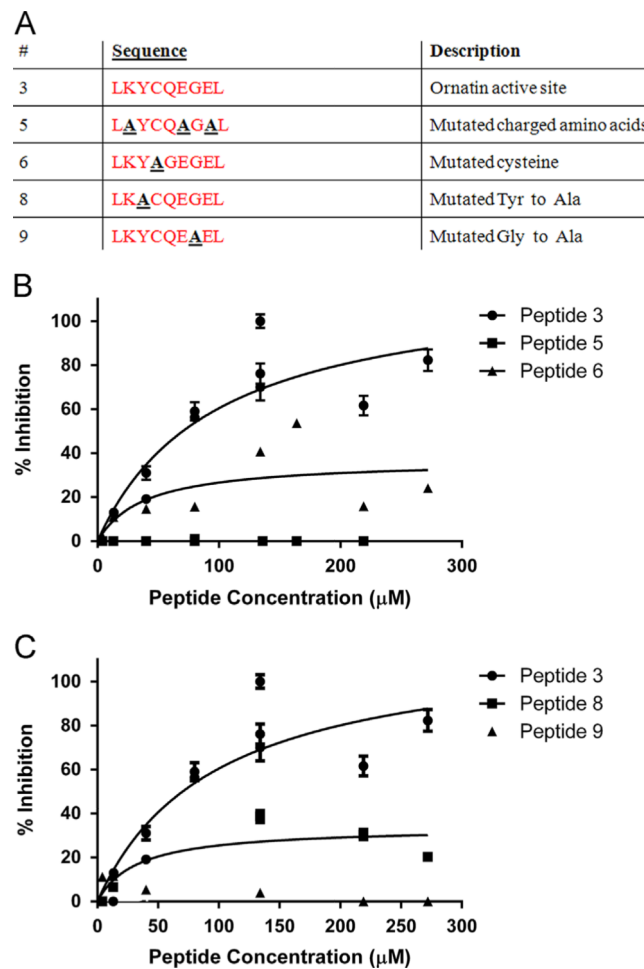 A
# Sequence Description
3 LKYCQEGEL Ornatin active site
5 LAYCQAGAL Mutated charged amino acids
6 LKYAGEGEL Mutated cysteine
8 LKACQEGEL Mutated Tyr to Ala
9 LKYCQEAEL Mutated Gly to Ala
B
100
80
60
40
20
0
% Inhibition
0 100 200 300
Peptide Concentration (μM)
Peptide 3
Peptide 5
Peptide 6
C
100
80
60
40
20
0
% Inhibition
0 50 100 150 200 250 300
Peptide Concentration (μM)
Peptide 3
Peptide 8
Peptide 9